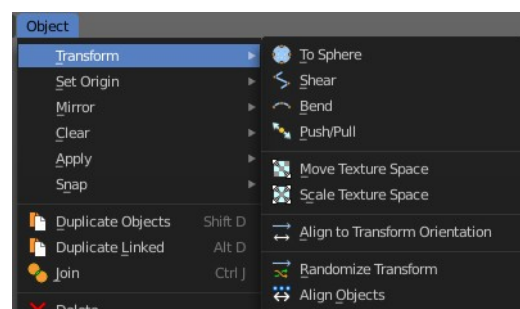 Object
Transform
Set Origin
Mirror
Clear
Apply
Snap
Duplicate Objects Shift D
Duplicate Linked Alt D
Join Ctrl J
Delete
To Sphere
Shear
Bend
Push/Pull
Move Texture Space
Scale Texture Space
Align to Transform Orientation
Randomize Transform
Align Objects